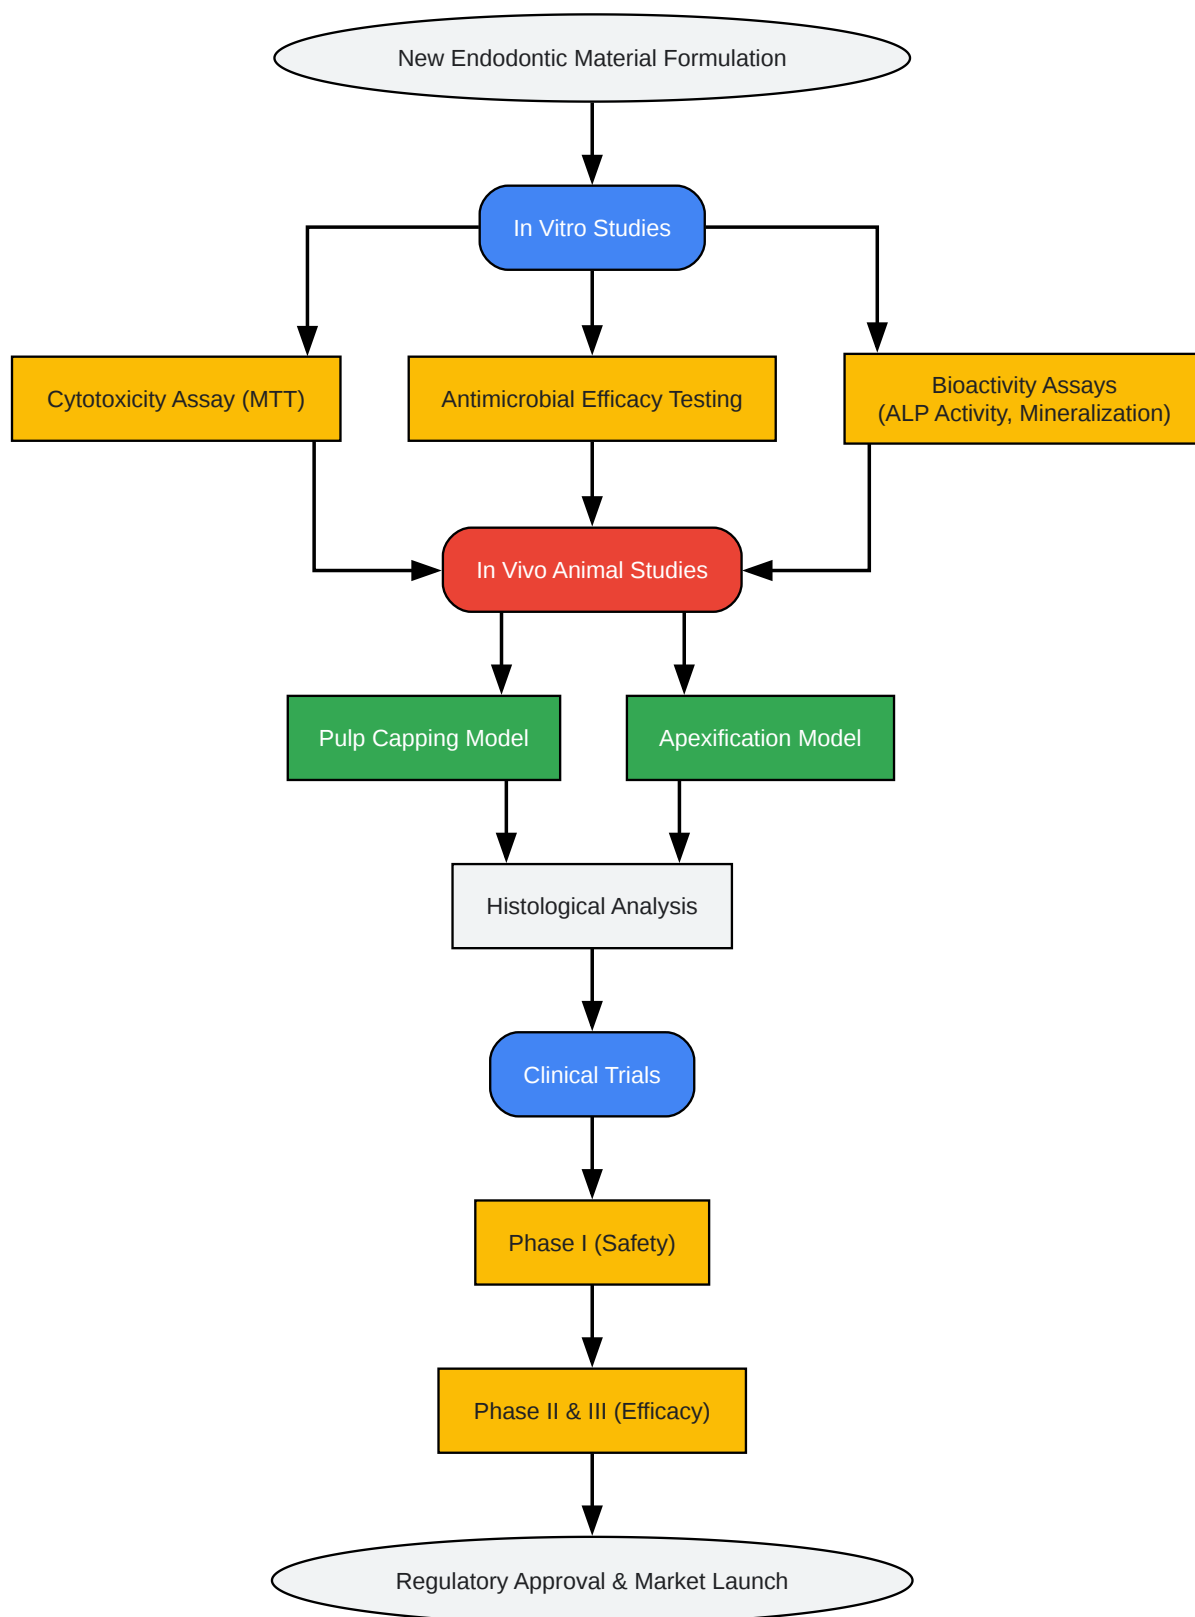 New Endodontic Material Formulation
In Vitro Studies
Cytotoxicity Assay (MTT)
Antimicrobial Efficacy Testing
Bioactivity Assays
(ALP Activity, Mineralization)
In Vivo Animal Studies
Pulp Capping Model
Apexification Model
Histological Analysis
Clinical Trials
Phase I (Safety)
Phase II & III (Efficacy)
Regulatory Approval & Market Launch